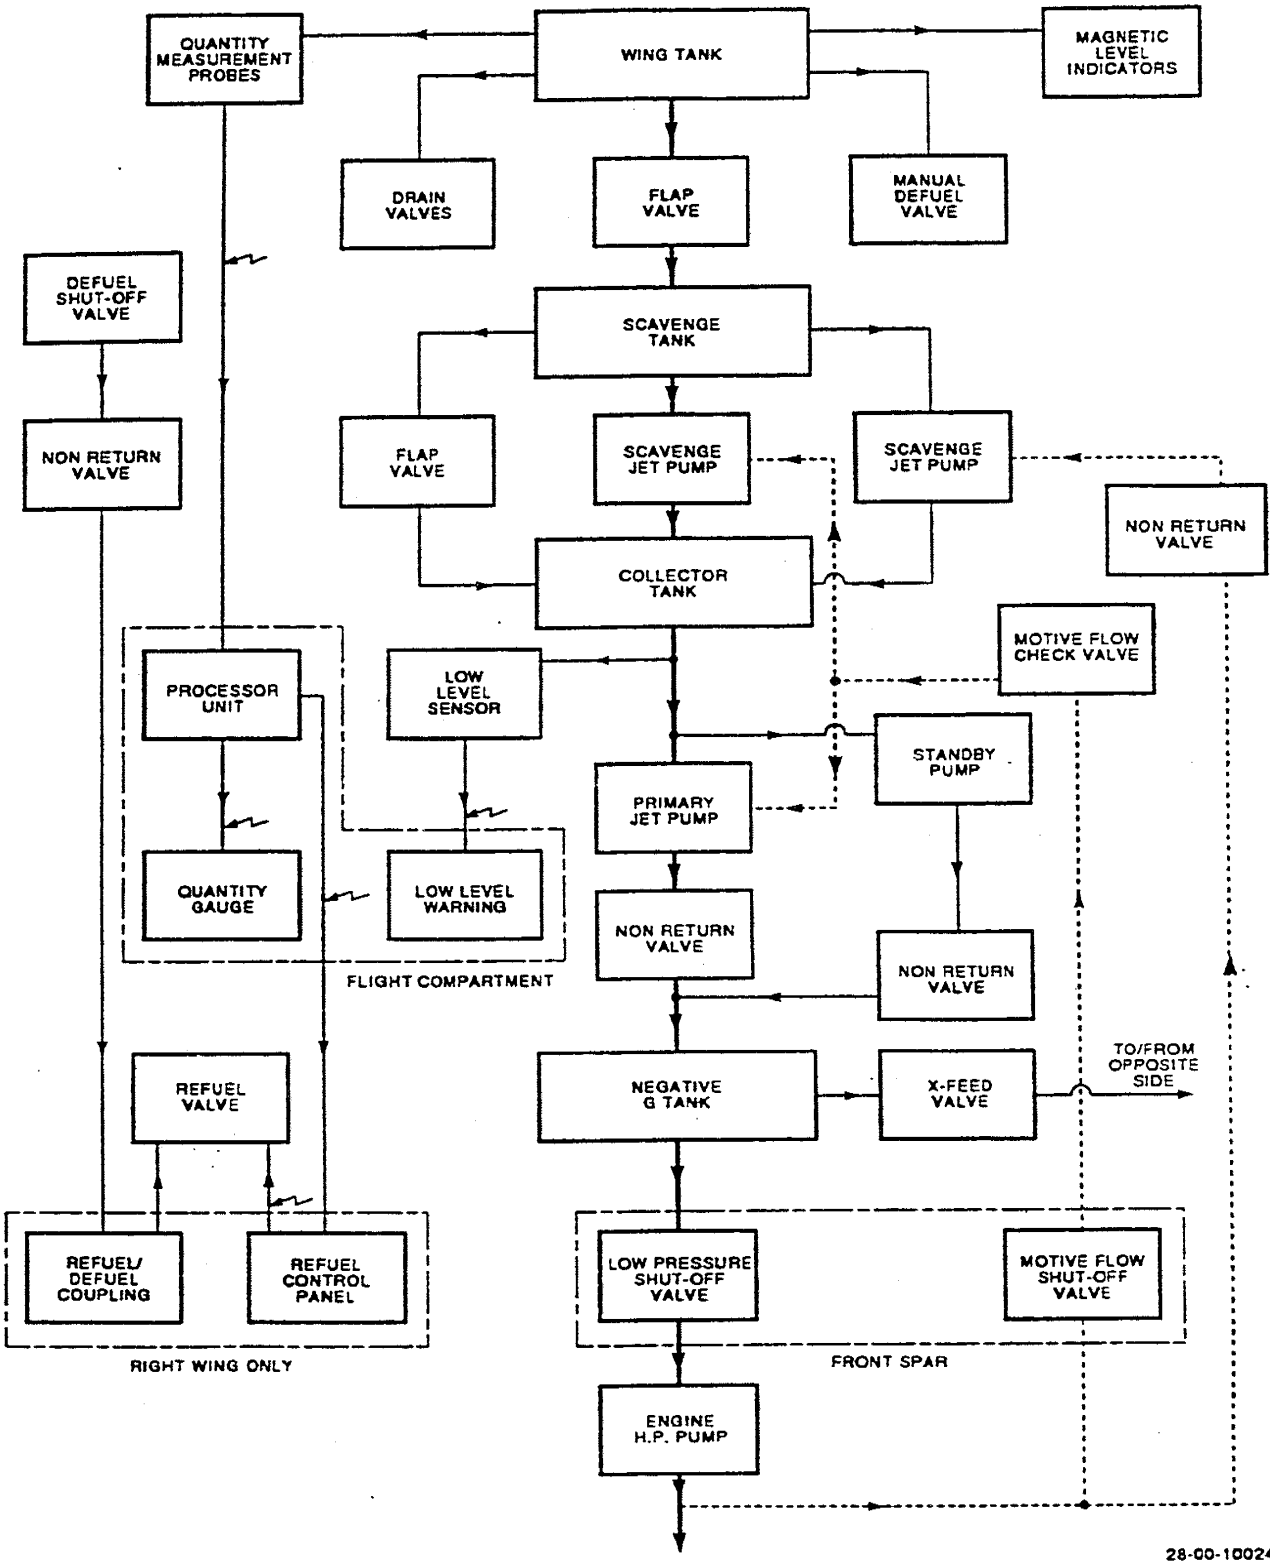 QUANTITY
MEASUREMENT
PROBES
WING TANK
MAGNETIC
LEVEL
INDICATORS
DRAIN
VALVES
FLAP
VALVE
MANUAL
DEFUEL
VALVE
DEFUEL
SHUT-OFF
VALVE
SCAVENGE
TANK
NON RETURN
VALVE
FLAP
VALVE
SCAVENGE
JET PUMP
SCAVENGE
JET PUMP
NON RETURN
VALVE
COLLECTOR
TANK
MOTIVE FLOW
CHECK VALVE
PROCESSOR
UNIT
LOW
LEVEL
SENSOR
STANDBY
PUMP
PRIMARY
JET PUMP
QUANTITY
GAUGE
LOW LEVEL
WARNING
NON RETURN
VALVE
NON RETURN
VALVE
FLIGHT COMPARTMENT
REFUEL
VALVE
NEGATIVE
G TANK
X-FEED
VALVE
TO/FROM
OPPOSITE
SIDE
REFUEL/
DEFUEL
COUPLING
REFUEL
CONTROL
PANEL
LOW PRESSURE
SHUT-OFF
VALVE
MOTIVE FLOW
SHUT-OFF
VALVE
RIGHT WING ONLY
FRONT SPAR
ENGINE
H.P. PUMP
28-00-10024